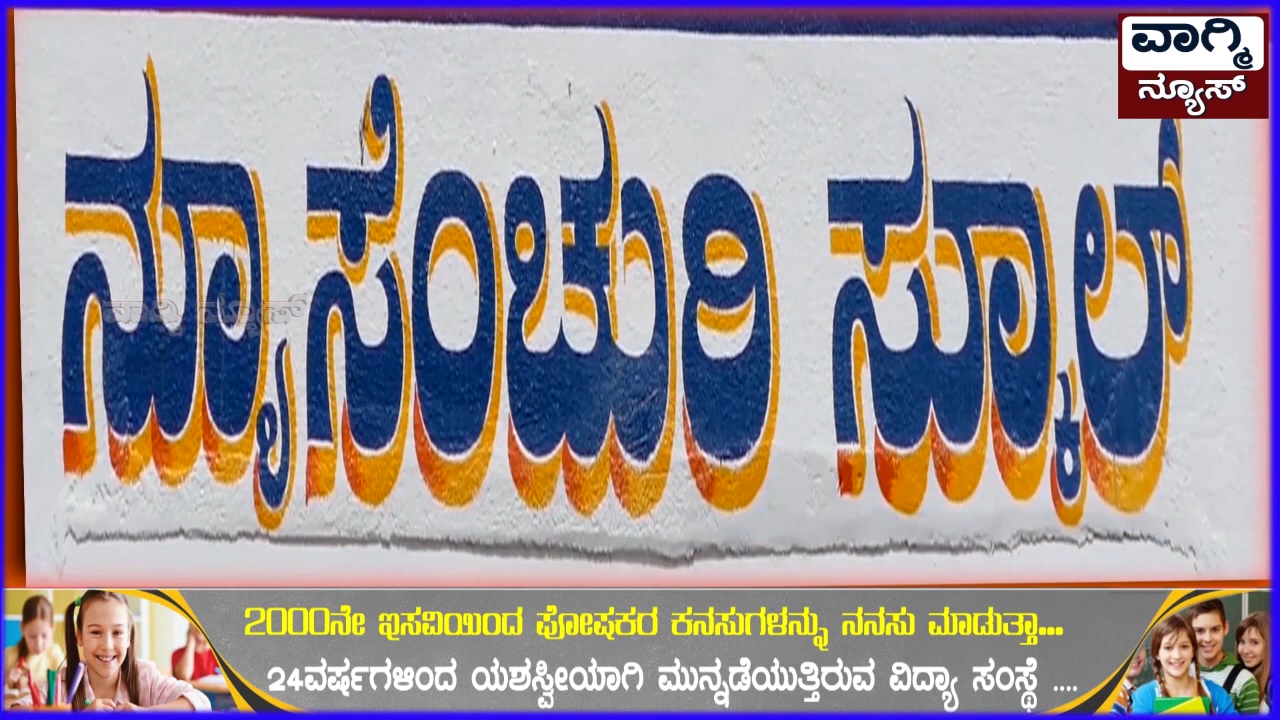 ವಾಗ್ಮಿ
ನ್ಯೂಸ್
ನ್ಯೂ ಸೆಂಚುರಿ ಸ್ಕೂಲ್
ವಾಗ್ಮಿ ನ್ಯೂಸ್
2000ನೇ ಇಸವಿಯಿಂದ ಪೋಷಕರ ಕನಸುಗಳನ್ನು ನನಸು ಮಾಡುತ್ತಾ...
24ವರ್ಷಗಳಿಂದ ಯಶಸ್ವೀಯಾಗಿ ಮುನ್ನಡೆಯುತ್ತಿರುವ ವಿದ್ಯಾ ಸಂಸ್ಥೆ ....